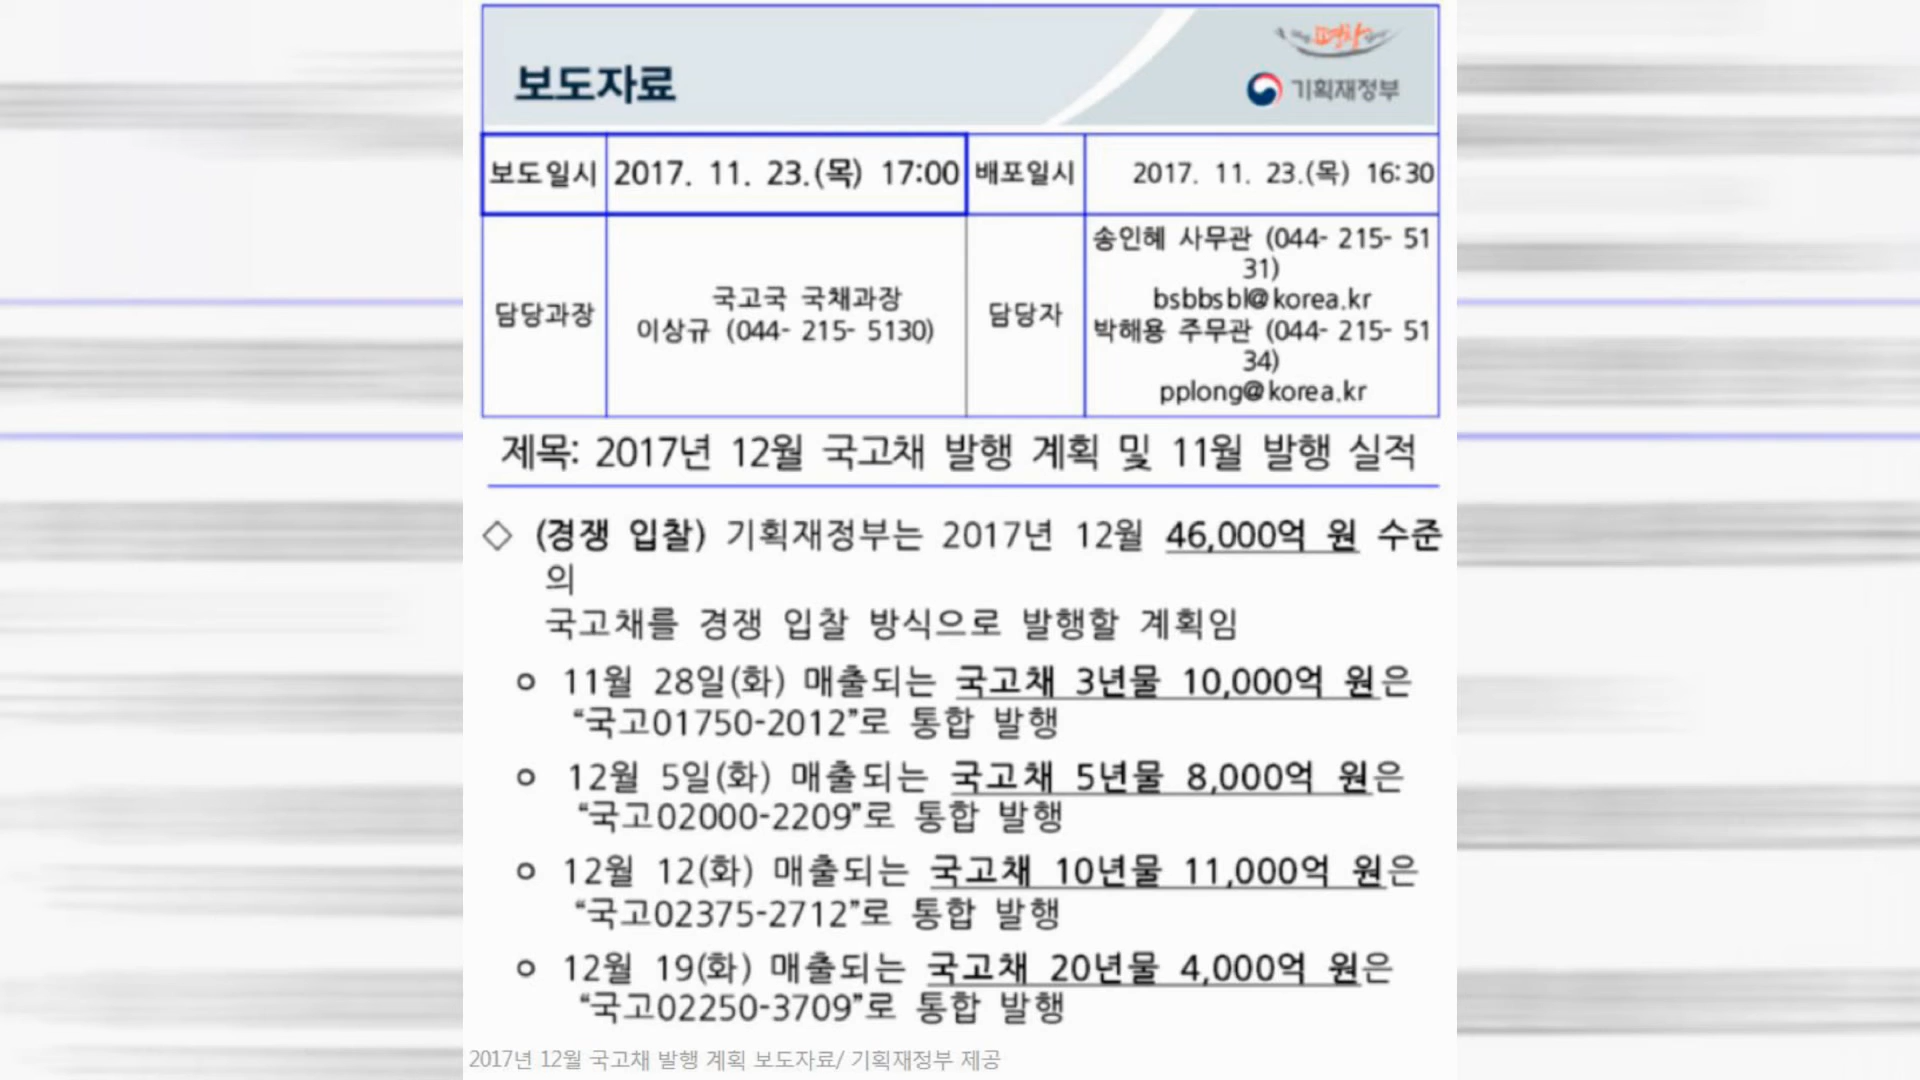 평창
보도자료
기획재정부
보도일시 2017. 11. 23.(목) 17:00 배포일시 2017. 11. 23.(목) 16:30
담당과장 국고국 국채과장
이상규 (044- 215- 5130)
담당자 송인혜 사무관 (044- 215- 51
31)
bsbbsbl@korea.kr
박해용 주무관 (044- 215- 51
34)
pplong@korea.kr
제목: 2017년 12월 국고채 발행 계획 및 11월 발행 실적
◇ (경쟁 입찰) 기획재정부는 2017년 12월 46,000억 원 수준
의
국고채를 경쟁 입찰 방식으로 발행할 계획임
ㅇ 11월 28일(화) 매출되는 국고채 3년물 10,000억 원은
“국고01750-2012”로 통합 발행
ㅇ 12월 5일(화) 매출되는 국고채 5년물 8,000억 원은
“국고02000-2209”로 통합 발행
ㅇ 12월 12(화) 매출되는 국고채 10년물 11,000억 원은
“국고02375-2712”로 통합 발행
ㅇ 12월 19(화) 매출되는 국고채 20년물 4,000억 원은
“국고02250-3709”로 통합 발행
2017년 12월 국고채 발행 계획 보도자료/ 기획재정부 제공